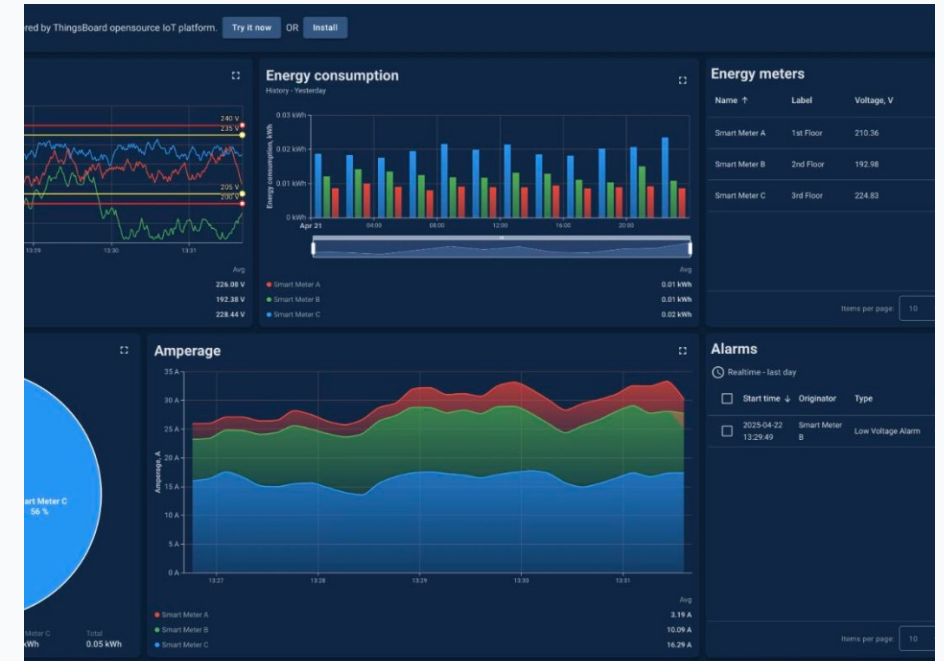 red by ThingsBoard opensource IoT platform. Try it now OR Install
240 V
235 V
205 V
200 V
13:29 13:30 13:31
Avg
226.08 V
192.38 V
228.44 V
Energy consumption
History - Yesterday
Energy consumption, kWh
0.03 kWh
0.02 kWh
0.01 kWh
0 kWh
Apr 21 04:00 08:00 12:00 16:00 20:00
Avg
Smart Meter A 0.01 kWh
Smart Meter B 0.01 kWh
Smart Meter C 0.02 kWh
Energy meters
Name ↑ Label Voltage, V
Smart Meter A 1st Floor 210.36
Smart Meter B 2nd Floor 192.98
Smart Meter C 3rd Floor 224.83
Items per page: 10
art Meter C
56 %
Meter C Total
kWh 0.05 kWh
Amperage
Amperage, A
35 A
30 A
25 A
20 A
15 A
10 A
5 A
0 A
13:27 13:28 13:29 13:30 13:31
Avg
Smart Meter A 3.19 A
Smart Meter B 10.09 A
Smart Meter C 16.29 A
Alarms
Realtime - last day
Start time ↓ Originator Type
2025-04-22 Smart Meter Low Voltage Alarm
13:29:49 B
Items per page: 10